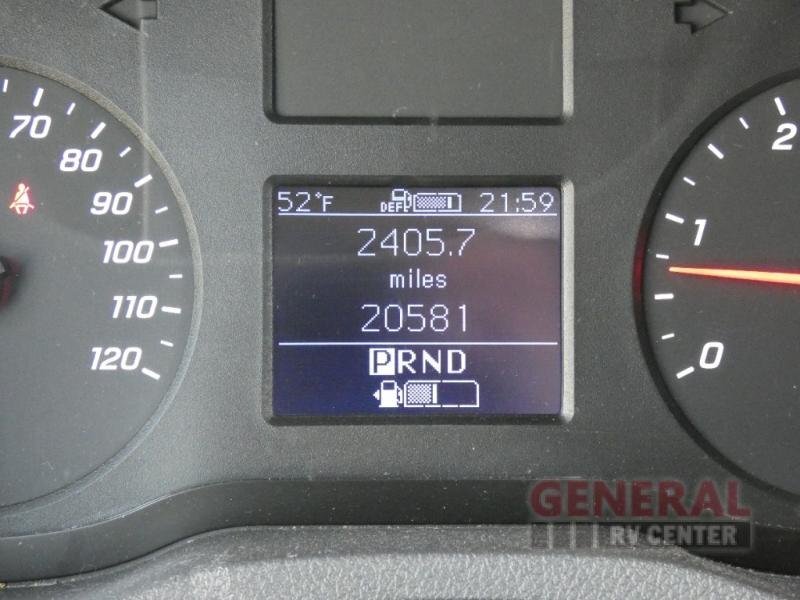 52°F DEF 21:59
2405.7
miles
20581
PRND
70
80
90
100
110
120
2
1
0
GENERAL
RV CENTER